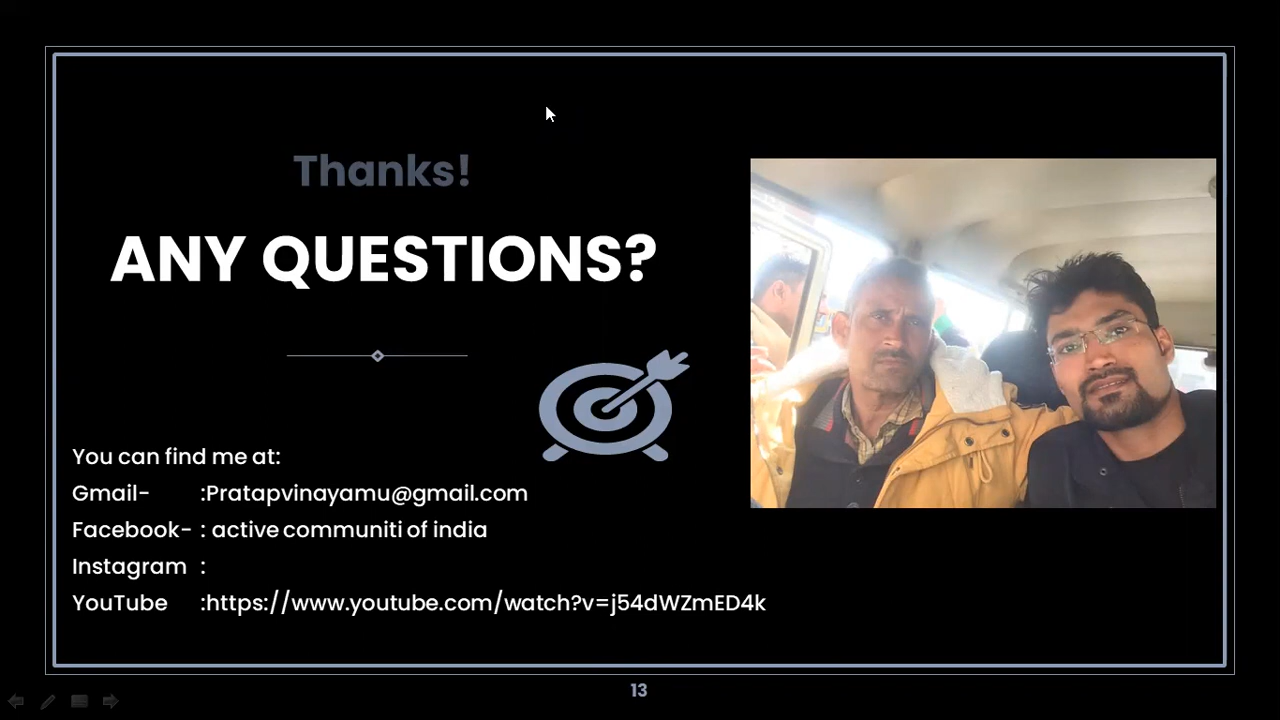 Thanks!
ANY QUESTIONS?
You can find me at:
Gmail- :Pratapvinayamu@gmail.com
Facebook- : active communiti of india
Instagram :
YouTube :https://www.youtube.com/watch?v=j54dWZmED4k
13